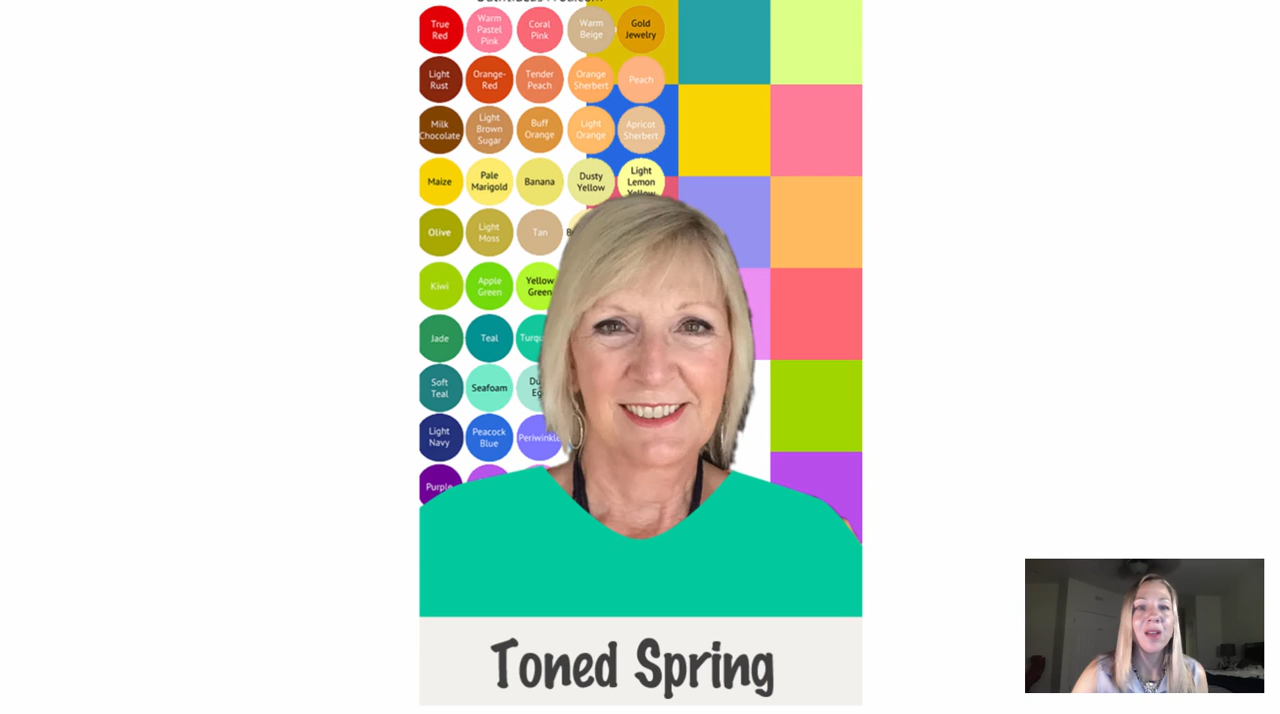 True Red
Warm Pastel Pink
Coral Pink
Warm Beige
Gold Jewelry
Light Rust
Orange-Red
Tender Peach
Orange Sherbert
Peach
Milk Chocolate
Light Brown Sugar
Buff Orange
Light Orange
Apricot Sherbert
Maize
Pale Marigold
Banana
Dusty Yellow
Light Lemon Yellow
Olive
Light Moss
Tan
Kiwi
Apple Green
Yellow Green
Jade
Teal
Soft Teal
Seafoam
Light Navy
Peacock Blue
Periwinkle
Purple
Toned Spring